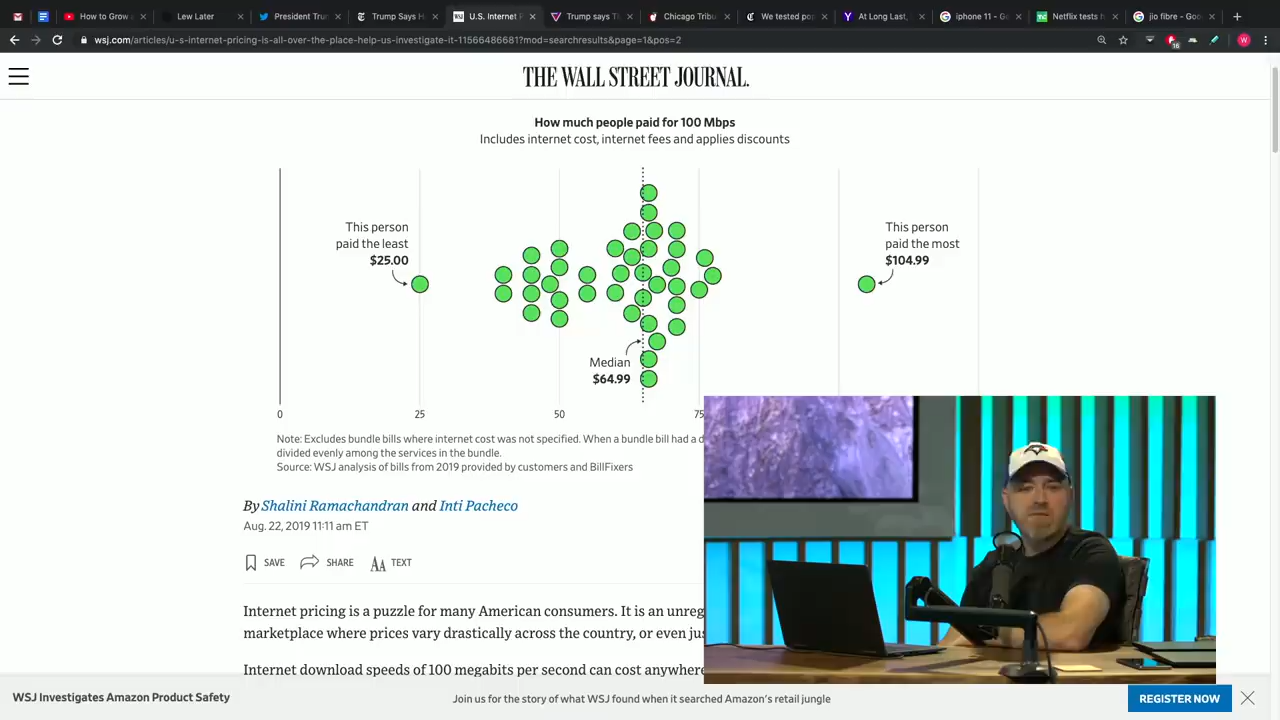 How to Grow
Lew Later
President Trun
Trump Says H
U.S. Internet P
Trump says Th
Chicago Tribu
We tested pop
At Long Last,
iphone 11 - Go
Netflix tests h
jio fibre - Goo
wsj.com/articles/u-s-internet-pricing-is-all-over-the-place-help-us-investigate-it-11566486681?mod=searchresults&page=1&pos=2
THE WALL STREET JOURNAL.
How much people paid for 100 Mbps
Includes internet cost, internet fees and applies discounts
This person
paid the least
$25.00
This person
paid the most
$104.99
Median
$64.99
0
25
50
75
Note: Excludes bundle bills where internet cost was not specified. When a bundle bill had a d
divided evenly among the services in the bundle.
Source: WSJ analysis of bills from 2019 provided by customers and BillFixers
By Shalini Ramachandran and Inti Pacheco
Aug. 22, 2019 11:11 am ET
SAVE
SHARE
AA TEXT
Internet pricing is a puzzle for many American consumers. It is an unreg
marketplace where prices vary drastically across the country, or even jus
Internet download speeds of 100 megabits per second can cost anywhere
WSJ Investigates Amazon Product Safety
Join us for the story of what WSJ found when it searched Amazon's retail jungle
REGISTER NOW